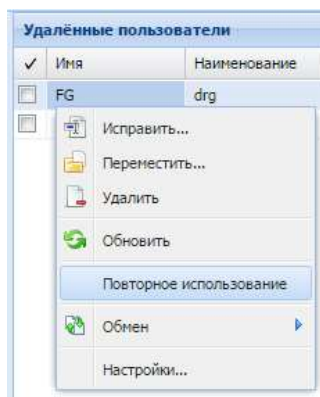 Удалённые пользователи
✓ Имя Наименование
FG drg
Исправить...
Переместить...
Удалить
Обновить
Повторное использование
Обмен
Настройки...